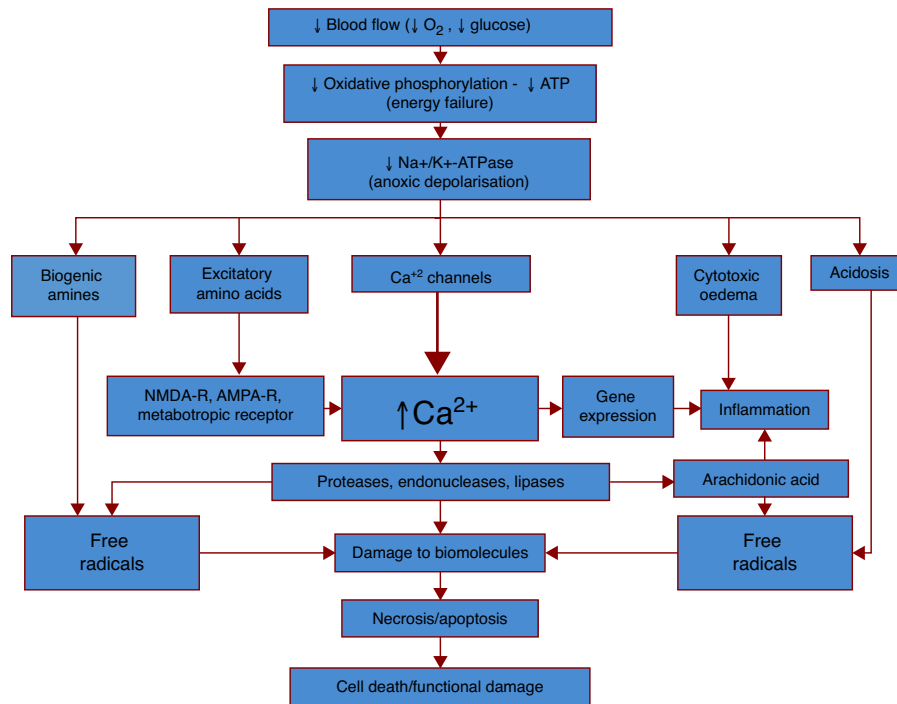 ↓ Blood flow (↓ O₂ , ↓ glucose)
↓ Oxidative phosphorylation - ↓ ATP
(energy failure)
↓ Na+/K+-ATPase
(anoxic depolarisation)
Biogenic
amines
Excitatory
amino acids
Ca⁺² channels
Cytotoxic
oedema
Acidosis
NMDA-R, AMPA-R,
metabotropic receptor
↑Ca²⁺
Gene
expression
Inflammation
Proteases, endonucleases, lipases
Arachidonic acid
Free
radicals
Damage to biomolecules
Free
radicals
Necrosis/apoptosis
Cell death/functional damage